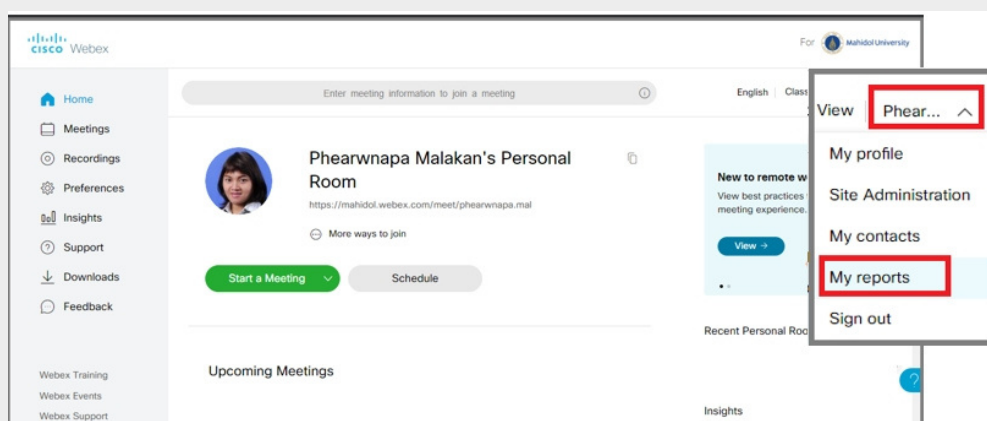 CISCO Webex
For Mahidol University
Home
Meetings
Recordings
Preferences
Insights
Support
Downloads
Feedback
Webex Training
Webex Events
Webex Support
Enter meeting information to join a meeting
English
Phearwnapa Malakan's Personal
Room
https://mahidol.webex.com/meet/phearwnapa.mal
More ways to join
Start a Meeting
Schedule
Upcoming Meetings
New to remote
View best practices
meeting experience.
View →
Recent Personal
Insights
?
View Phear...
My profile
Site Administration
My contacts
My reports
Sign out